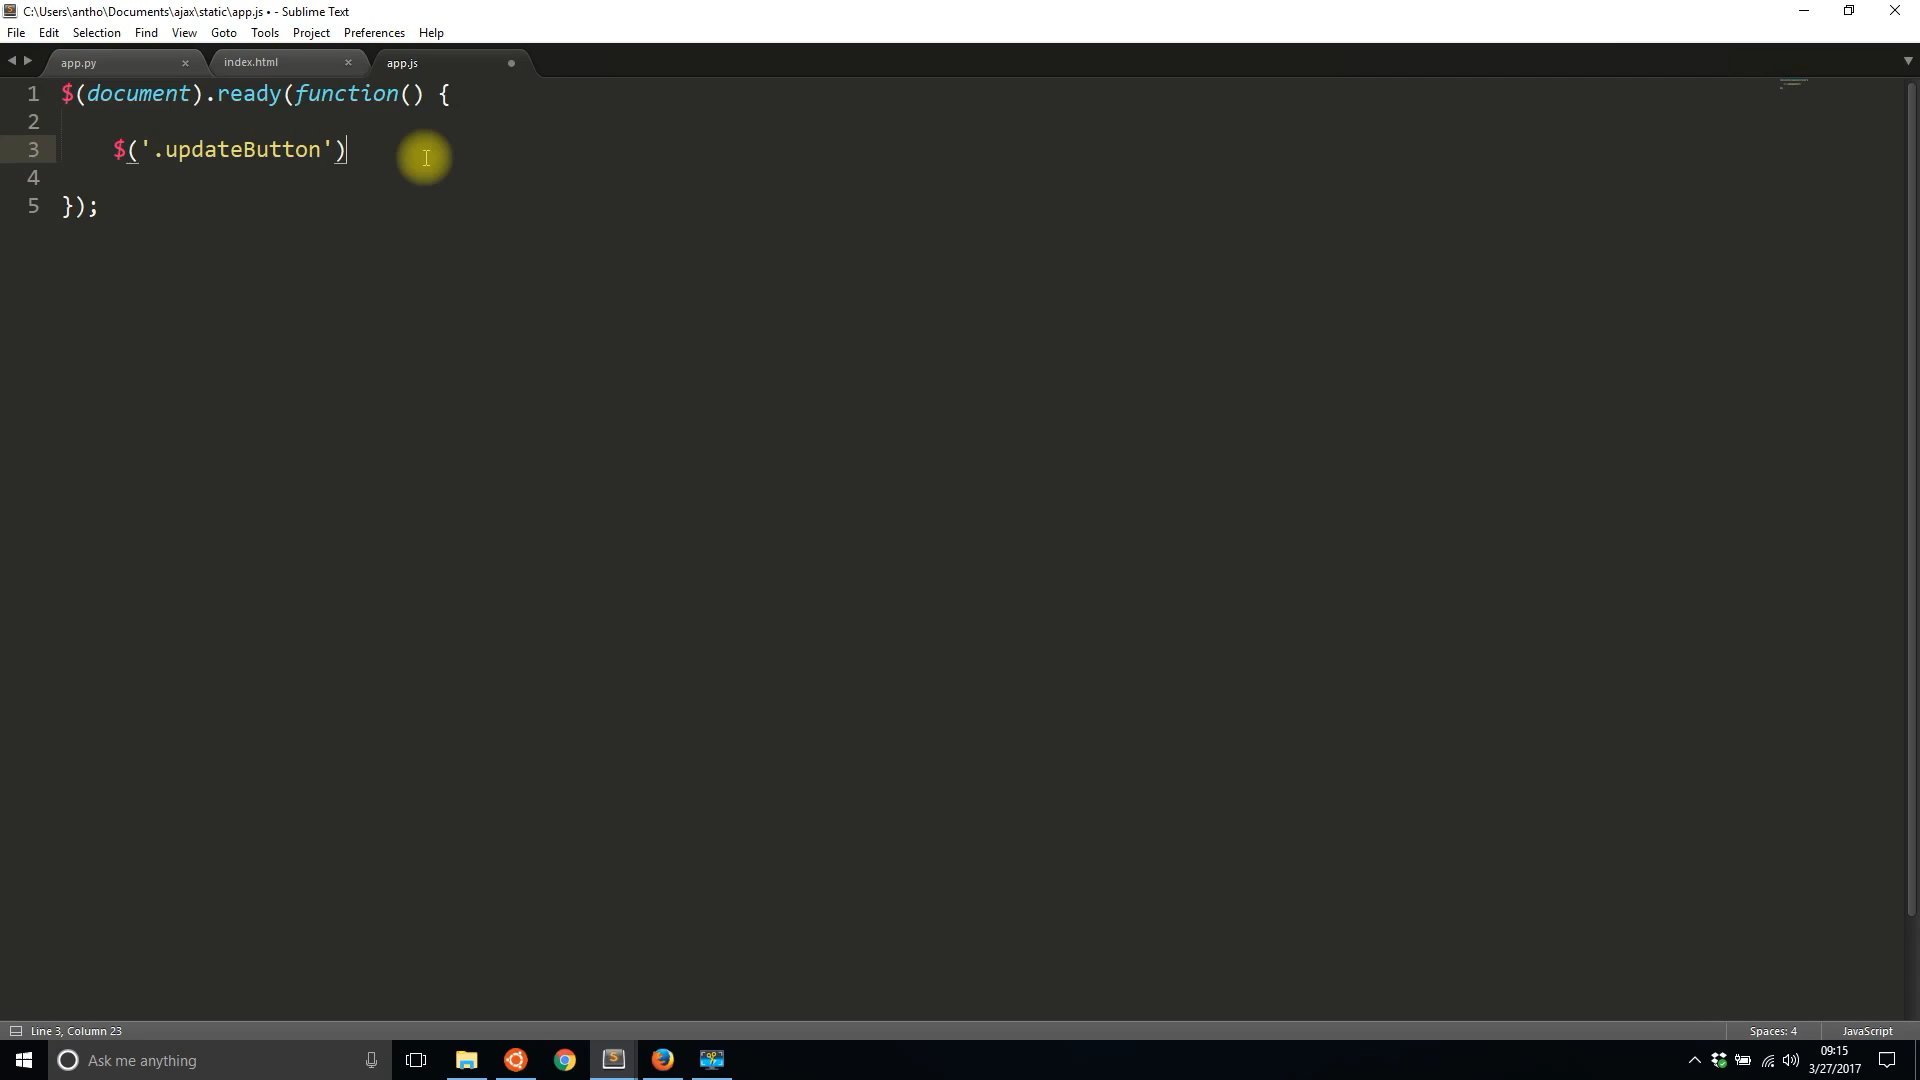 C:\Users\antho\Documents\ajax\static\app.js • - Sublime Text
File Edit Selection Find View Goto Tools Project Preferences Help
app.py × index.html × app.js
1 $(document).ready(function() {
2
3 $('.updateButton')
4
5 });
Line 3, Column 23 Spaces: 4 JavaScript
Ask me anything
09:15
3/27/2017